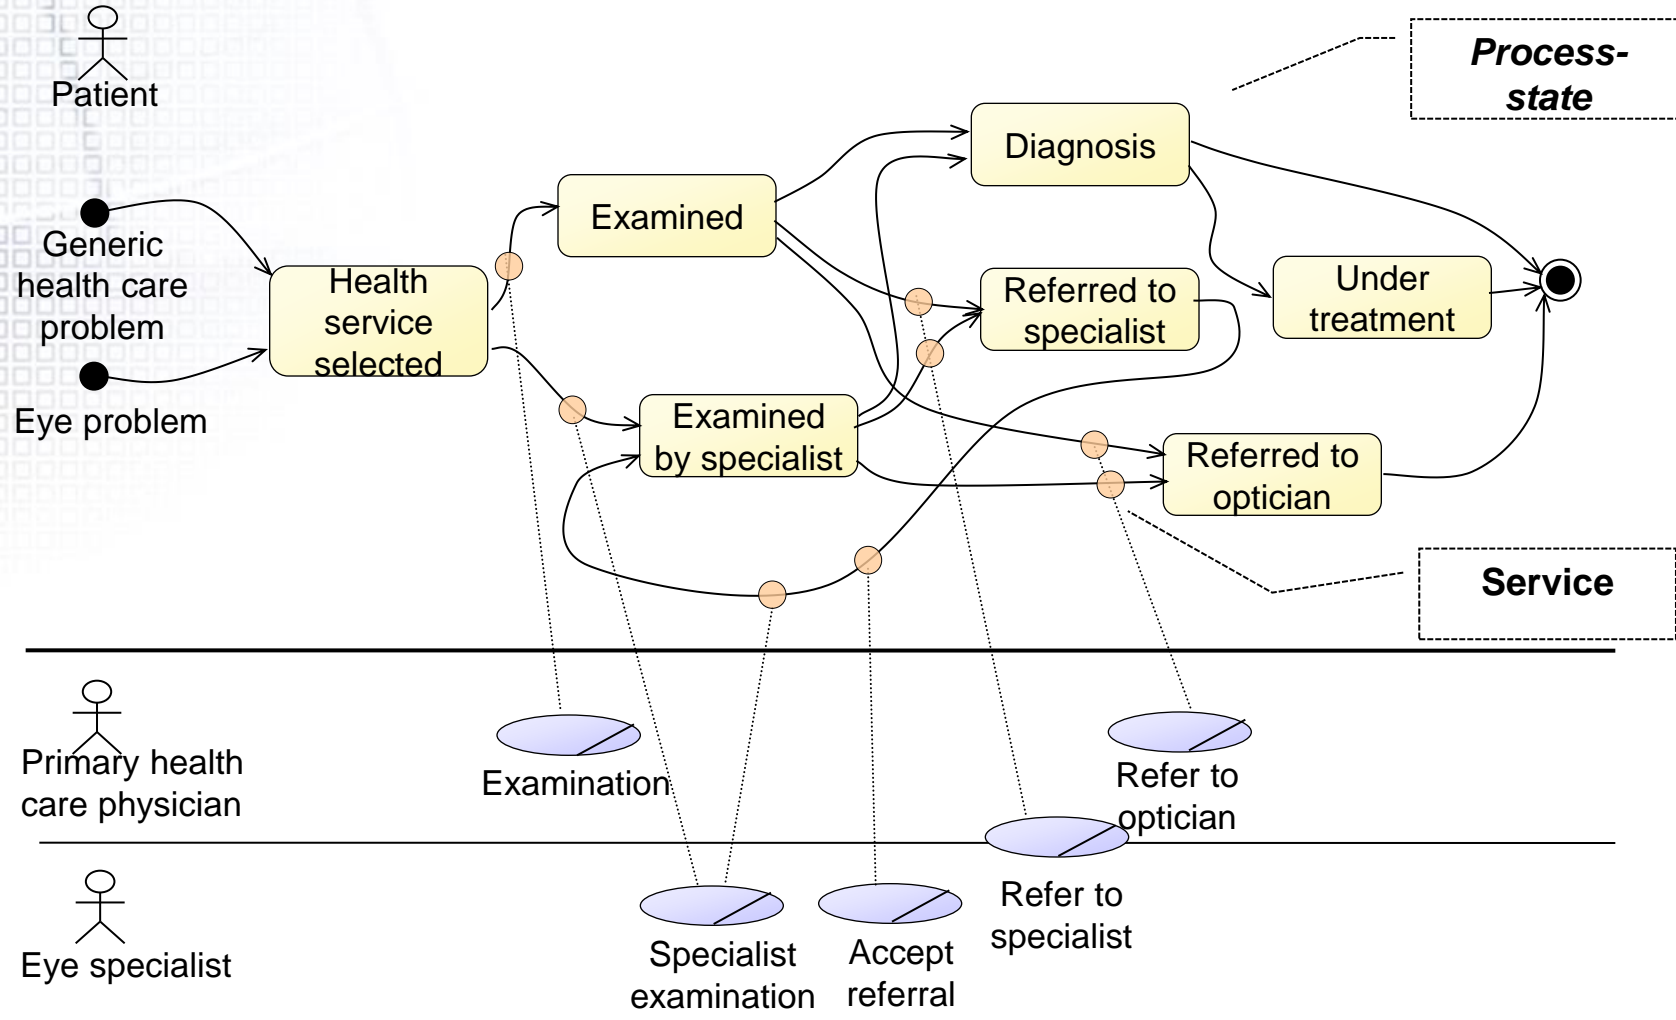 Patient
Process-
state
Diagnosis
Examined
Generic
health care
problem
Health
service
selected
Referred to
specialist
Under
treatment
Eye problem
Examined
by specialist
Referred to
optician
Service
Primary health
care physician
Examination
Refer to
optician
Eye specialist
Specialist
examination
Accept
referral
Refer to
specialist